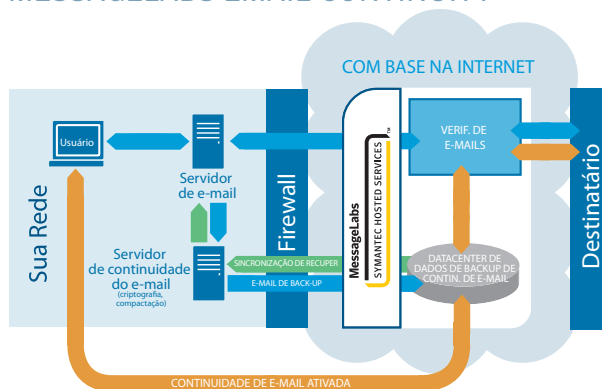 COM BASE NA INTERNET
Usuário
Servidor
de e-mail
Servidor
de continuidade
do e-mail
(criptografia,
compactação)
Sua Rede
Firewall
SINCRONIZAÇÃO DE RECUPER
E-MAIL DE BACK-UP
MessageLabs
SYMANTEC HOSTED SERVICES
™
VERIF. DE
E-MAILS
DATACENTER DE
DADOS DE BACKUP DE
CONTIN. DE E-MAIL
Destinatário
CONTINUIDADE DE E-MAIL ATIVADA